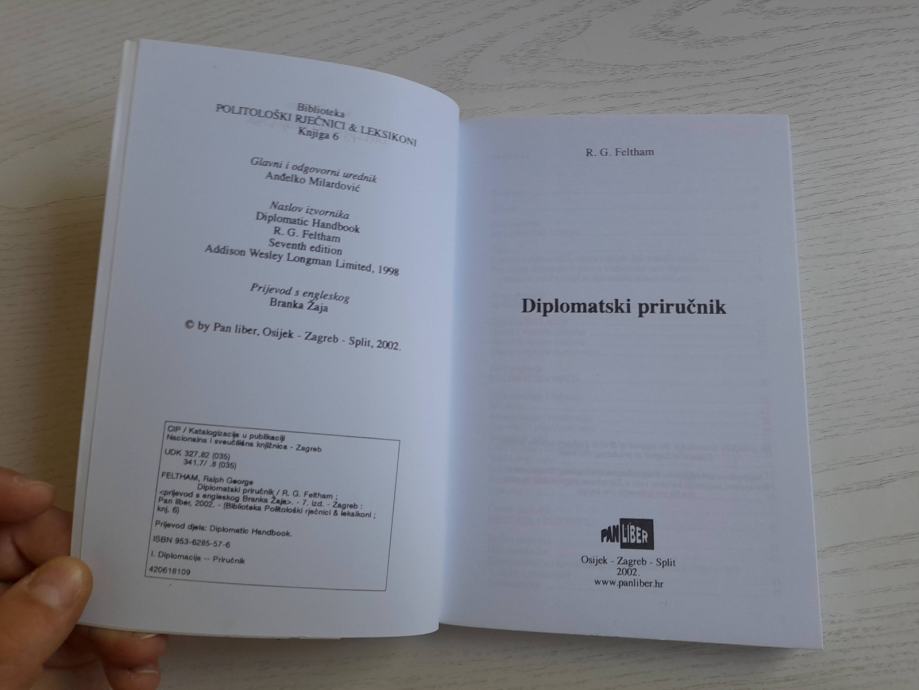 Biblioteka
POLITOLOŠKI RJEČNICI & LEKSIKONI
Knjiga 6
Glavni i odgovorni urednik
Anđelko Milardović
Naslov izvornika
Diplomatic Handbook
R. G. Feltham
Seventh edition
Addison Wesley Longman Limited, 1998
Prijevod s engleskog
Branka Žaja
© by Pan liber, Osijek - Zagreb - Split, 2002.
CIP / Katalogizacija u publikaciji
Nacionalna i sveučilišna knjižnica - Zagreb
UDK 327.82 (035)
341.7/ .8 (035)
FELTHAM, Ralph George
Diplomatski priručnik / R. G. Feltham ;
<prijevod s engleskog Branka Žaja>. - 7. izd. - Zagreb :
Pan liber, 2002. - (Biblioteka Politološki rječnici & leksikoni ;
knj. 6)
Prijevod djela: Diplomatic Handbook.
ISBN 953-6285-57-6
I. Diplomacija -- Priručnik
420618109
R. G. Feltham
Diplomatski priručnik
PAN LIBER
Osijek - Zagreb - Split
2002.
www.panliber.hr